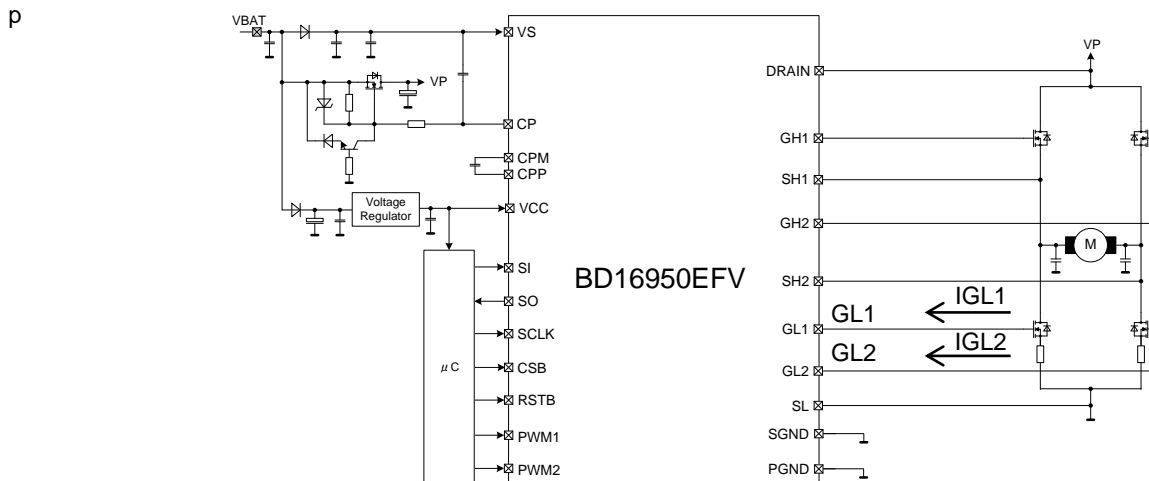 p
VBAT
VS
VP
CP
CPM
CPP
Voltage
Regulator
VCC
μC
SI
SO
SCLK
CSB
RSTB
PWM1
PWM2
BD16950EFV
VP
DRAIN
GH1
SH1
GH2
M
SH2
GL1
IGL1
GL1
GL2
IGL2
GL2
SL
SGND
PGND